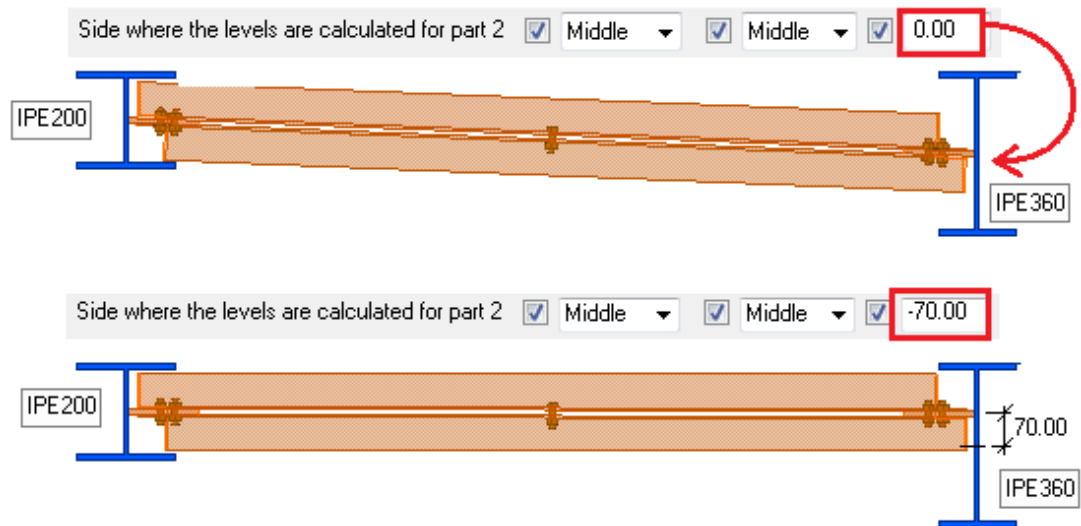 Side where the levels are calculated for part 2 Middle Middle 0.00
IPE200
IPE360
Side where the levels are calculated for part 2 Middle Middle -70.00
IPE200
70.00
IPE360